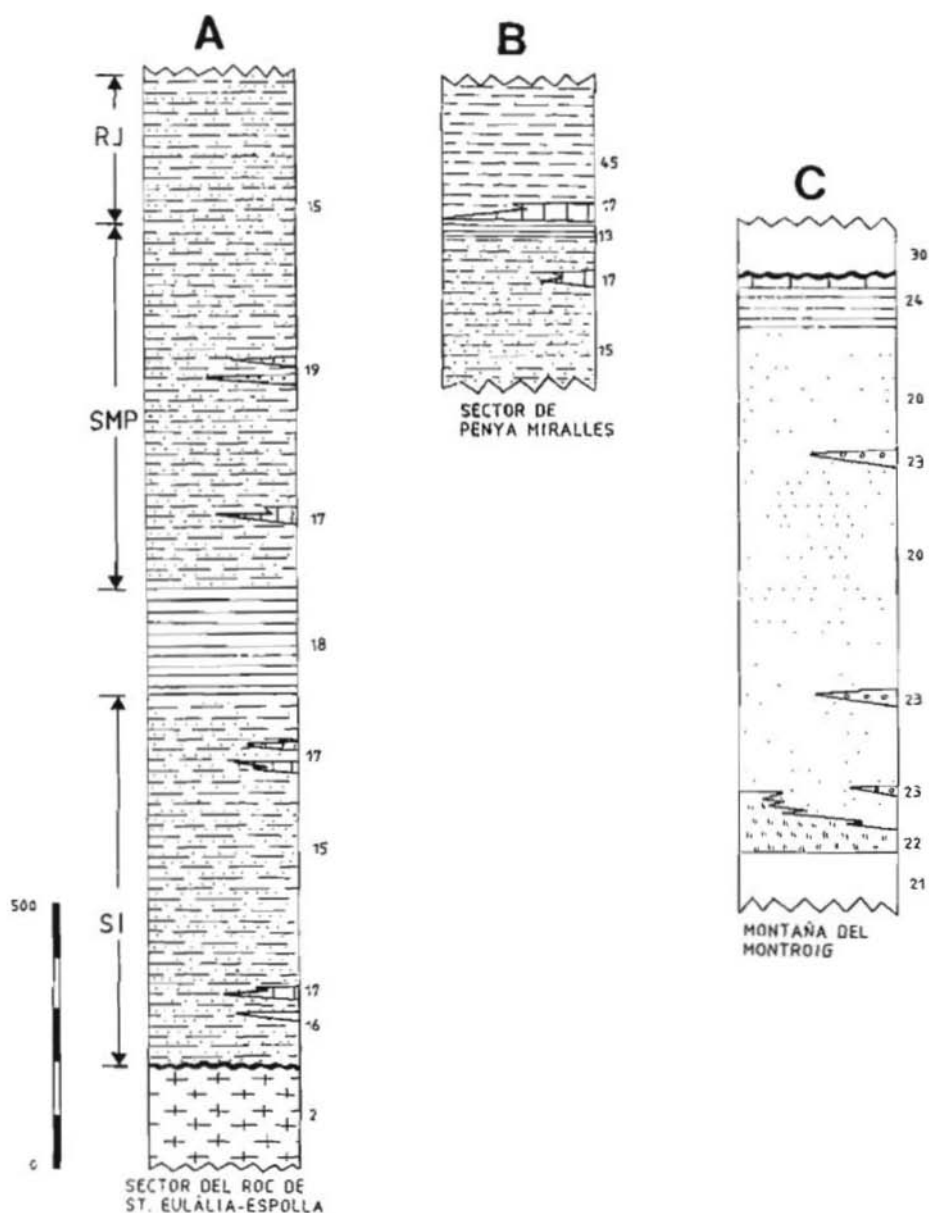 A
RJ
15
SMP
19
17
18
17
SI
15
17
16
2
500
0
SECTOR DEL ROC DE
ST. EULÀLIA-ESPOLLA
B
45
17
13
17
15
SECTOR DE
PENYA MIRALLES
C
30
24
20
23
20
23
23
22
21
MONTAÑA DEL
MONTROIG